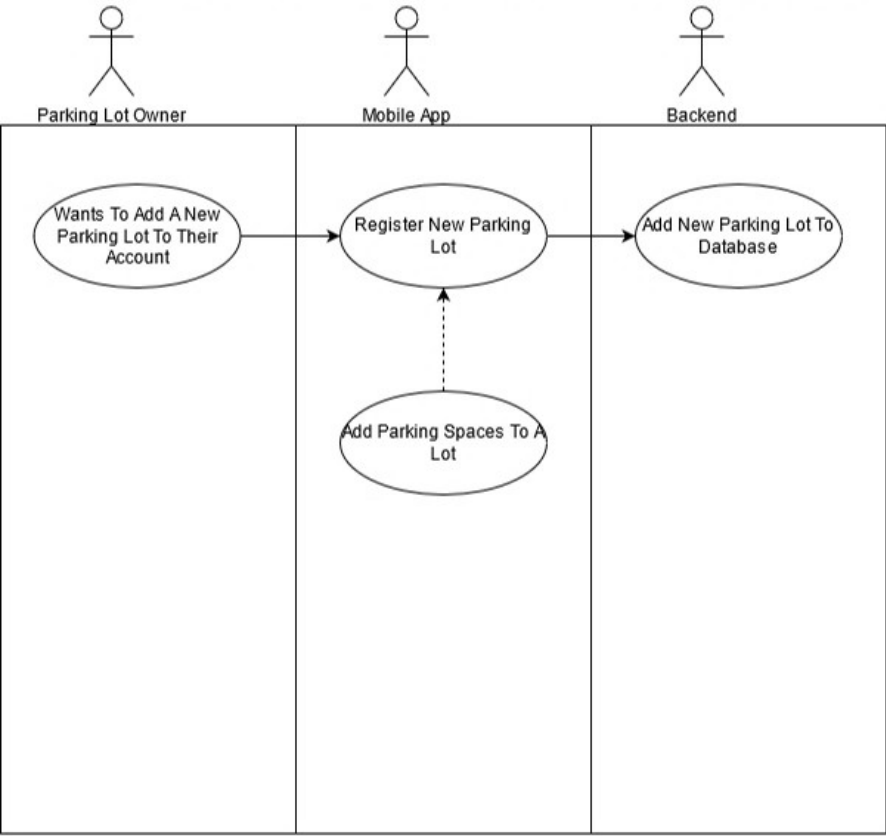 Parking Lot Owner
Mobile App
Backend
Wants To Add A New
Parking Lot To Their
Account
Register New Parking
Lot
Add New Parking Lot To
Database
Add Parking Spaces To A
Lot